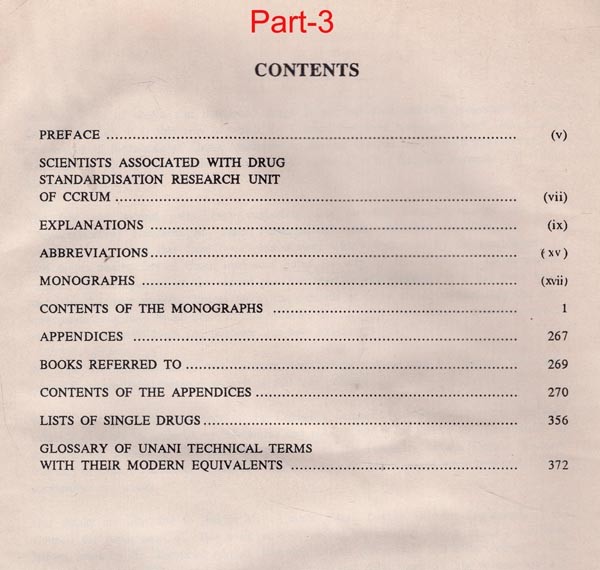 Part-3
CONTENTS
PREFACE ........ (v)
SCIENTISTS ASSOCIATED WITH DRUG
STANDARDISATION RESEARCH UNIT
OF CCRUM ........ (vii)
EXPLANATIONS ........ (ix)
ABBREVIATIONS ........ (xv)
MONOGRAPHS ........ (xvii)
CONTENTS OF THE MONOGRAPHS ........ 1
APPENDICES ........ 267
BOOKS REFERRED TO ........ 269
CONTENTS OF THE APPENDICES ........ 270
LISTS OF SINGLE DRUGS ........ 356
GLOSSARY OF UNANI TECHNICAL TERMS
WITH THEIR MODERN EQUIVALENTS ........ 372